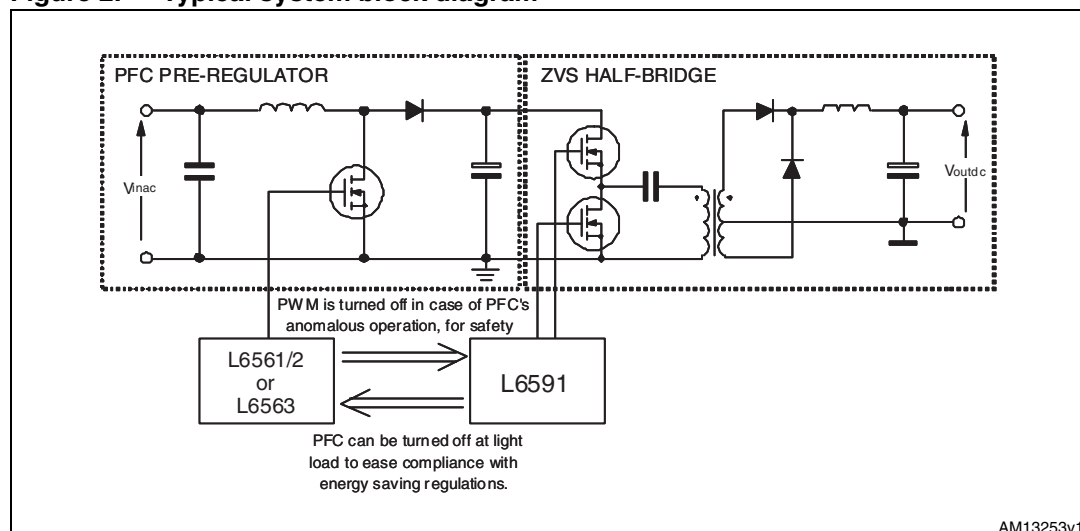 Figure 2. Typical system block diagram
PFC PRE-REGULATOR
ZVS HALF-BRIDGE
Vinac
Voutdc
PWM is turned off in case of PFC's
anomalous operation, for safety
L6561/2
or
L6563
L6591
PFC can be turned off at light
load to ease compliance with
energy saving regulations.
AM13253v1